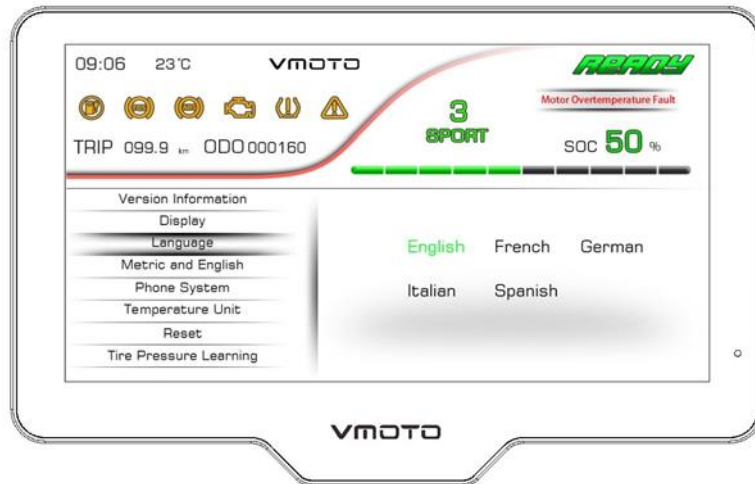 09:06 23°C VMOTO READY
Motor Overtemperature Fault
3
SPORT
TRIP 099.9 km ODO 000160
SOC 50 %
Version Information
Display
Language
Metric and English
Phone System
Temperature Unit
Reset
Tire Pressure Learning
English French German
Italian Spanish
VMOTO